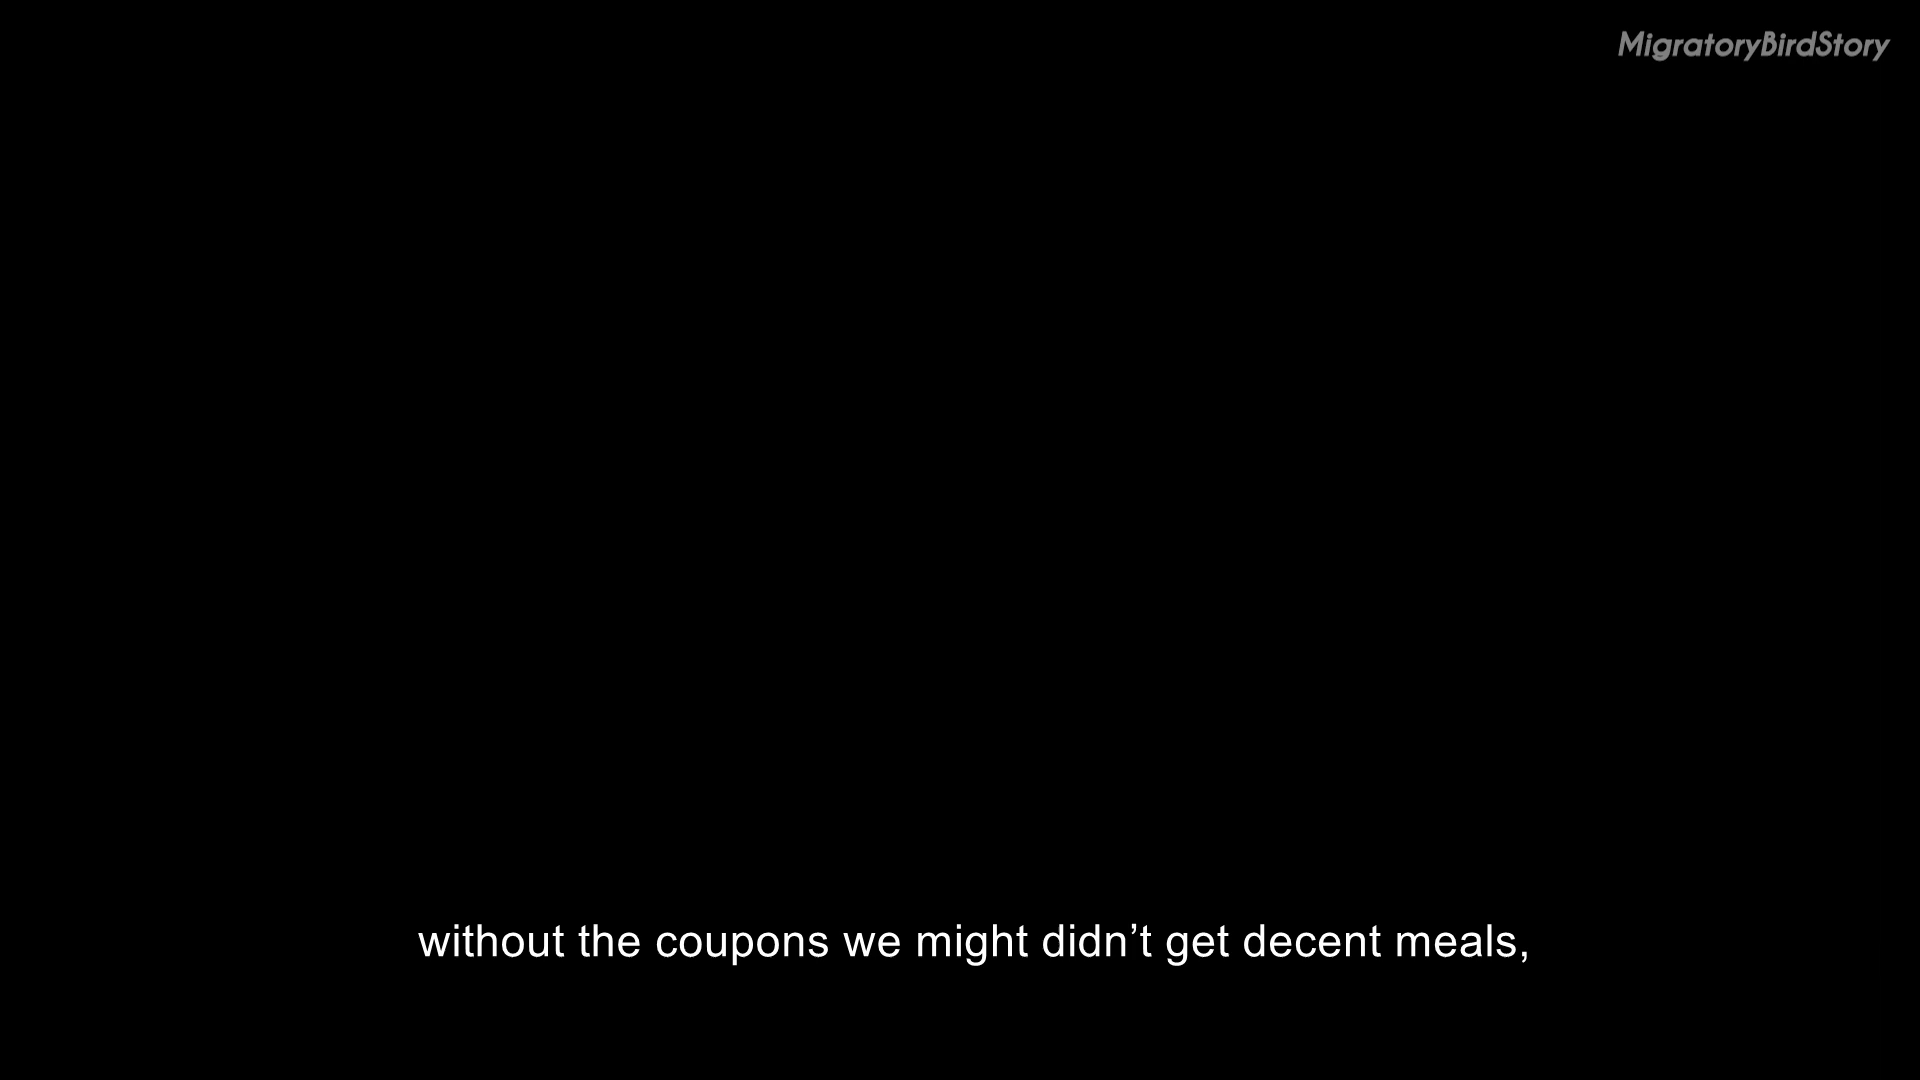 MigratoryBirdStory
without the coupons we might didn’t get decent meals,